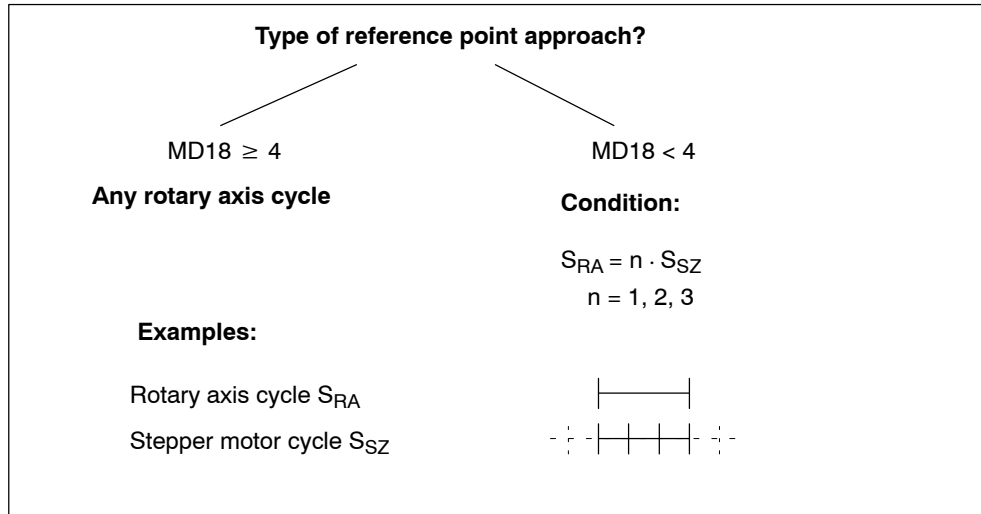 Type of reference point approach?
MD18 ≥ 4
MD18 < 4
Any rotary axis cycle
Condition:
S_RA = n · S_SZ
n = 1, 2, 3
Examples:
Rotary axis cycle S_RA
Stepper motor cycle S_SZ